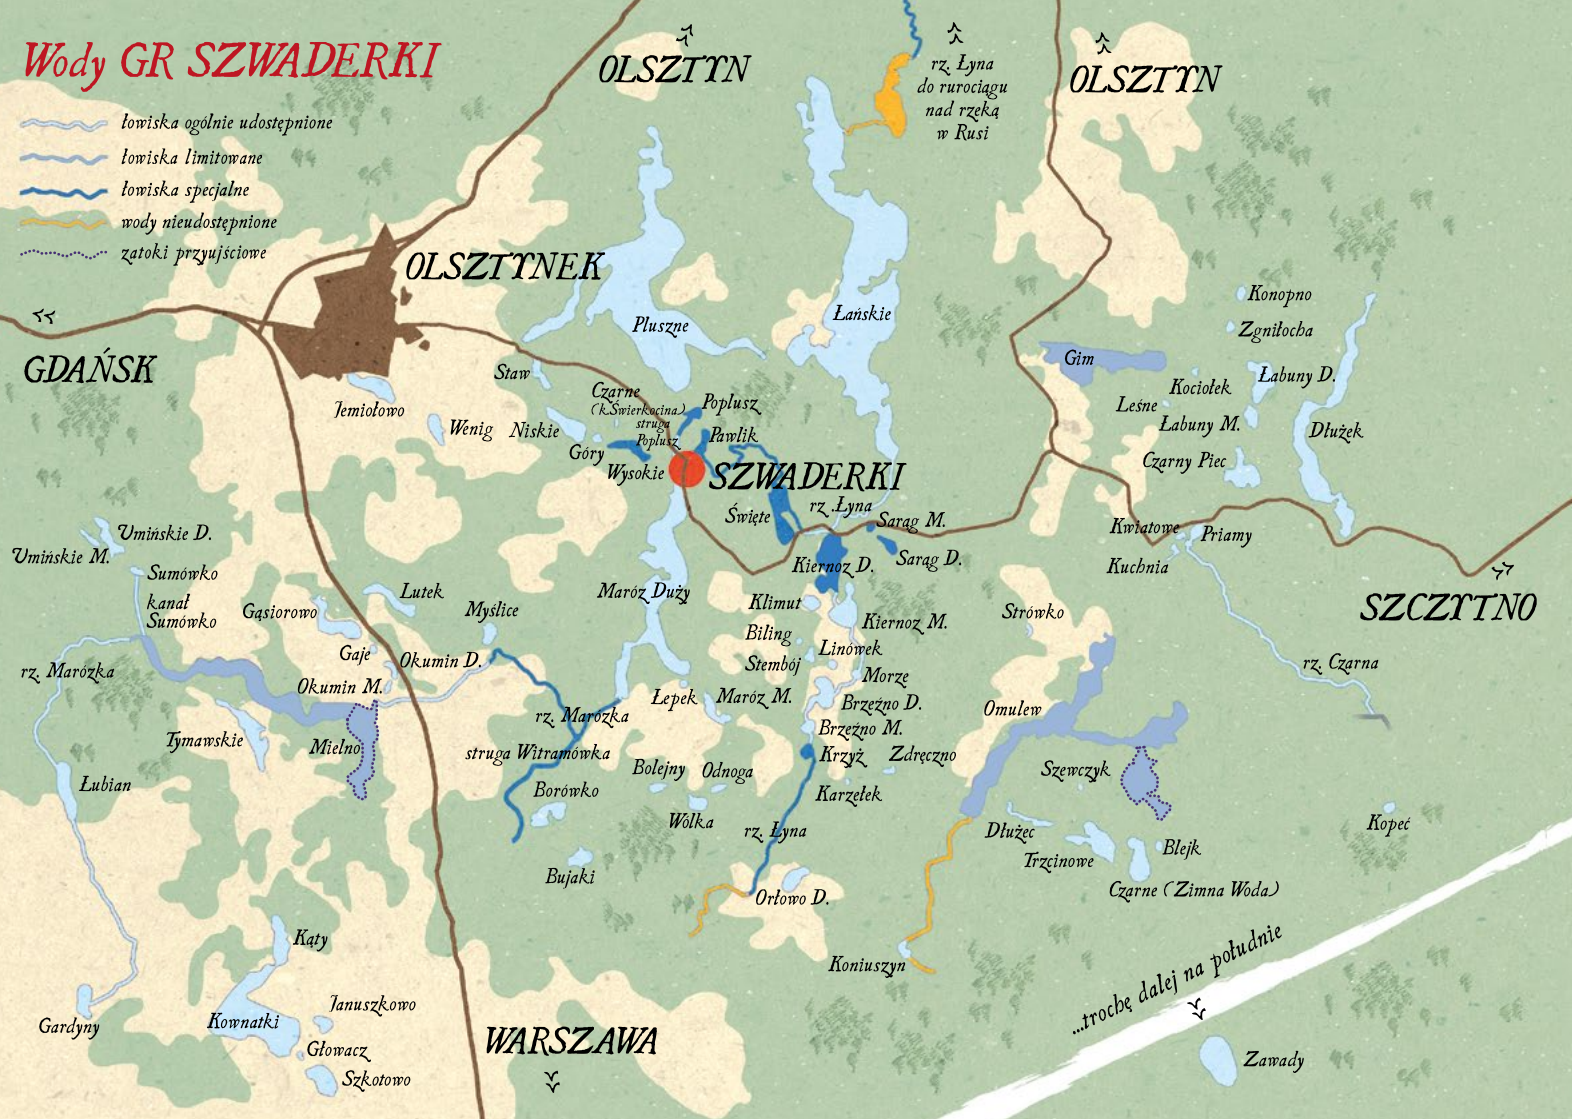 Wody GR SZWADERKI
łowiska ogólnie udostępnione
łowiska limitowane
łowiska specjalne
wody nieudostępnione
zatoki przyujściowe
OLSZTYN
rz. Łyna
do rurociągu
nad rzeką
w Rusi
OLSZTYN
OLSZTYNEK
GDAŃSK
Pluszne
Łańskie
Gim
Konopno
Zgniłocha
Łabuny D.
Kociołek
Leśne
Łabuny M.
Dłużek
Czarny Piec
Staw
Jemiołowo
Wenig
Niskie
Czarne
(k.Świerkocina)
struga
Poplusz
Poplusz
Pawlik
Góry
Wysokie
SZWADERKI
Święte
rz. Łyna
Sarąg M.
Sarąg D.
Kiernoz D.
Kwiatowe
Priamy
Kuchnia
SZCZYTNO
Umińskie D.
Umińskie M.
Sumówko
kanał
Sumówko
Gąsiorowo
Lutek
Myślice
Maróz Duży
Klimut
Kiernoz M.
Biling
Linówek
Stembój
Morze
Strówko
rz. Marózka
Gaje
Okumin D.
Okumin M.
Łepek
Maróz M.
Brzeźno D.
Brzeźno M.
Omulew
rz. Czarna
Tymawskie
Mielno
rz. Marózka
struga Witramówka
Krzyż
Zdręczno
Szewczyk
Łubian
Borówko
Bolejny
Odnoga
Karzełek
Wólka
rz. Łyna
Dłużec
Kopeć
Trzcinowe
Blejk
Bujaki
Orłowo D.
Czarne (Zimna Woda)
Kąty
Koniuszyn
...trochę dalej na południe
Gardyny
Kownatki
Januszkowo
Głowacz
Szkotowo
WARSZAWA
Zawady